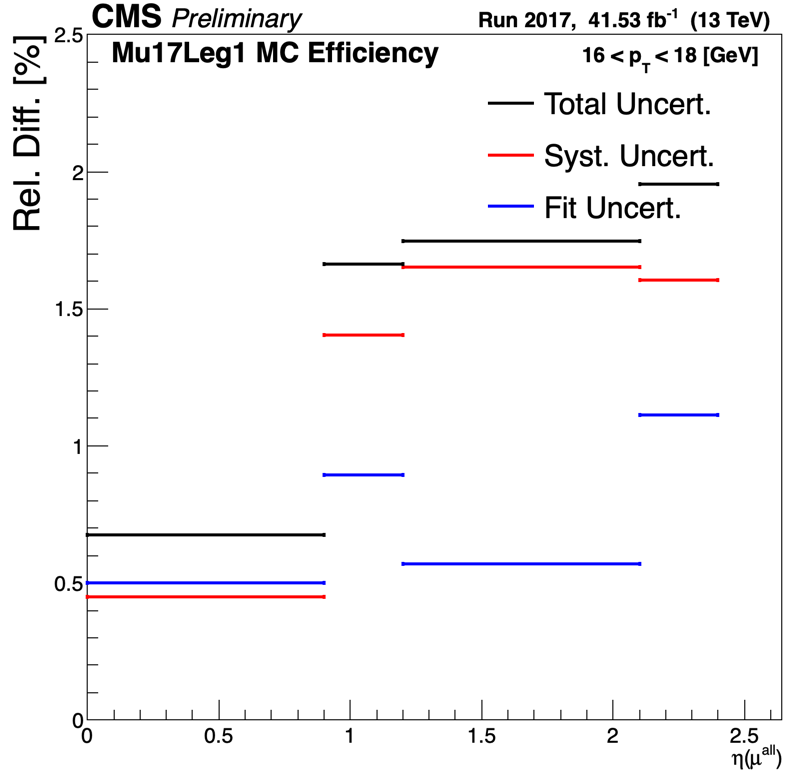 CMS Preliminary Run 2017, 41.53 fb⁻¹ (13 TeV)
Mu17Leg1 MC Efficiency 16 < p_T < 18 [GeV]
Total Uncert.
Syst. Uncert.
Fit Uncert.
Rel. Diff. [%]
2.5
2
1.5
1
0.5
0
0 0.5 1 1.5 2 2.5
η(μ^all)